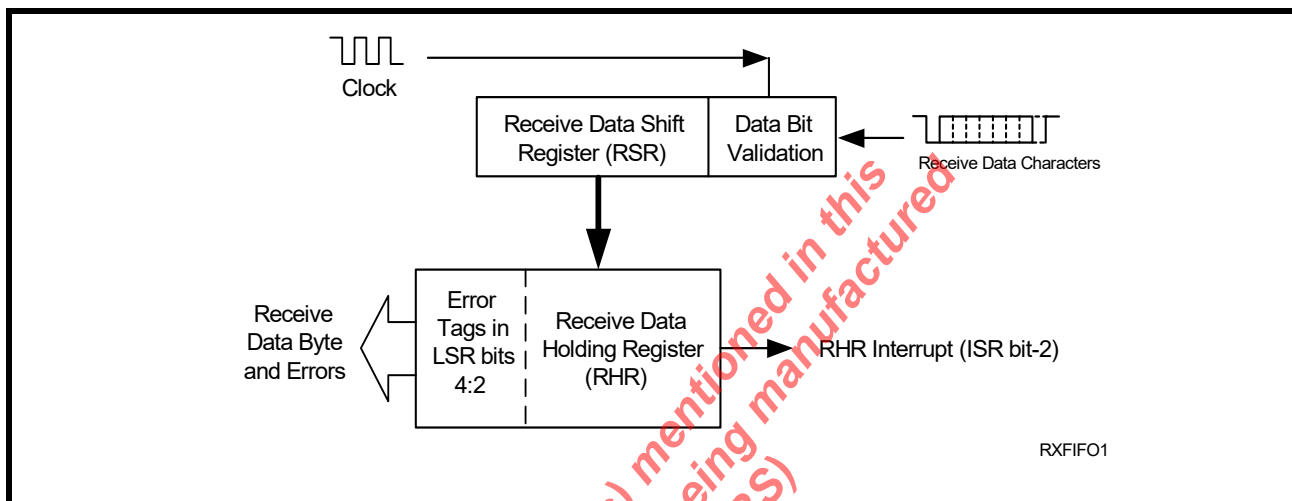 Clock
Receive Data Shift
Register (RSR)
Data Bit
Validation
Receive Data Characters
Receive
Data Byte
and Errors
Error
Tags in
LSR bits
4:2
Receive Data
Holding Register
(RHR)
RHR Interrupt (ISR bit-2)
RXFIFO1
mentioned in this
eing manufactured